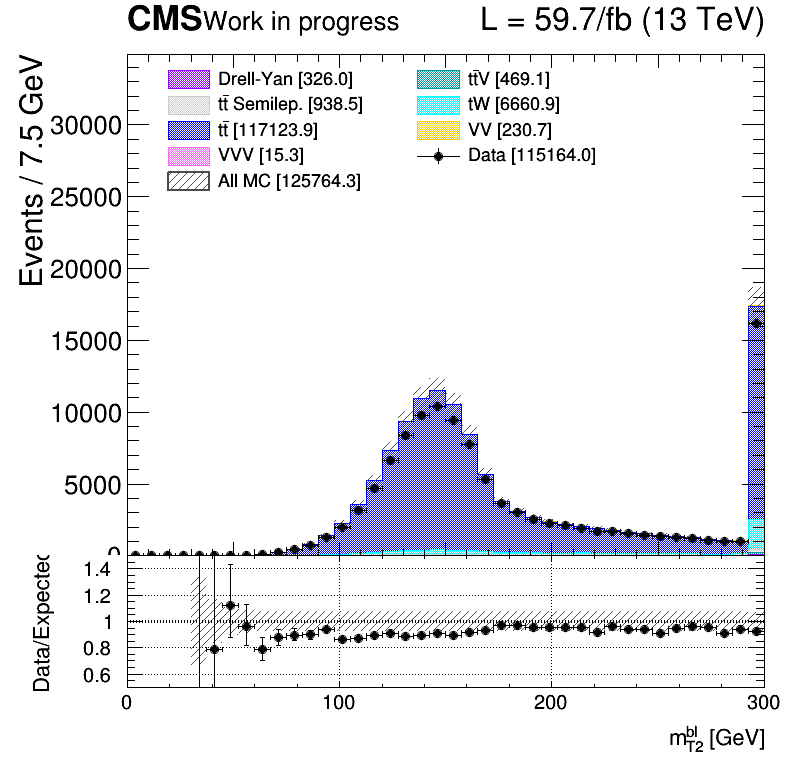 CMS Work in progress L = 59.7/fb (13 TeV)
Events / 7.5 GeV
Drell-Yan [326.0]
tt̄ Semilep. [938.5]
tt̄ [117123.9]
VVV [15.3]
All MC [125764.3]
tt̄V [469.1]
tW [6660.9]
VV [230.7]
Data [115164.0]
30000
25000
20000
15000
10000
5000
0
Data/Expected
1.4
1.2
1
0.8
0.6
0 100 200 300
m_{T2}^{bl} [GeV]